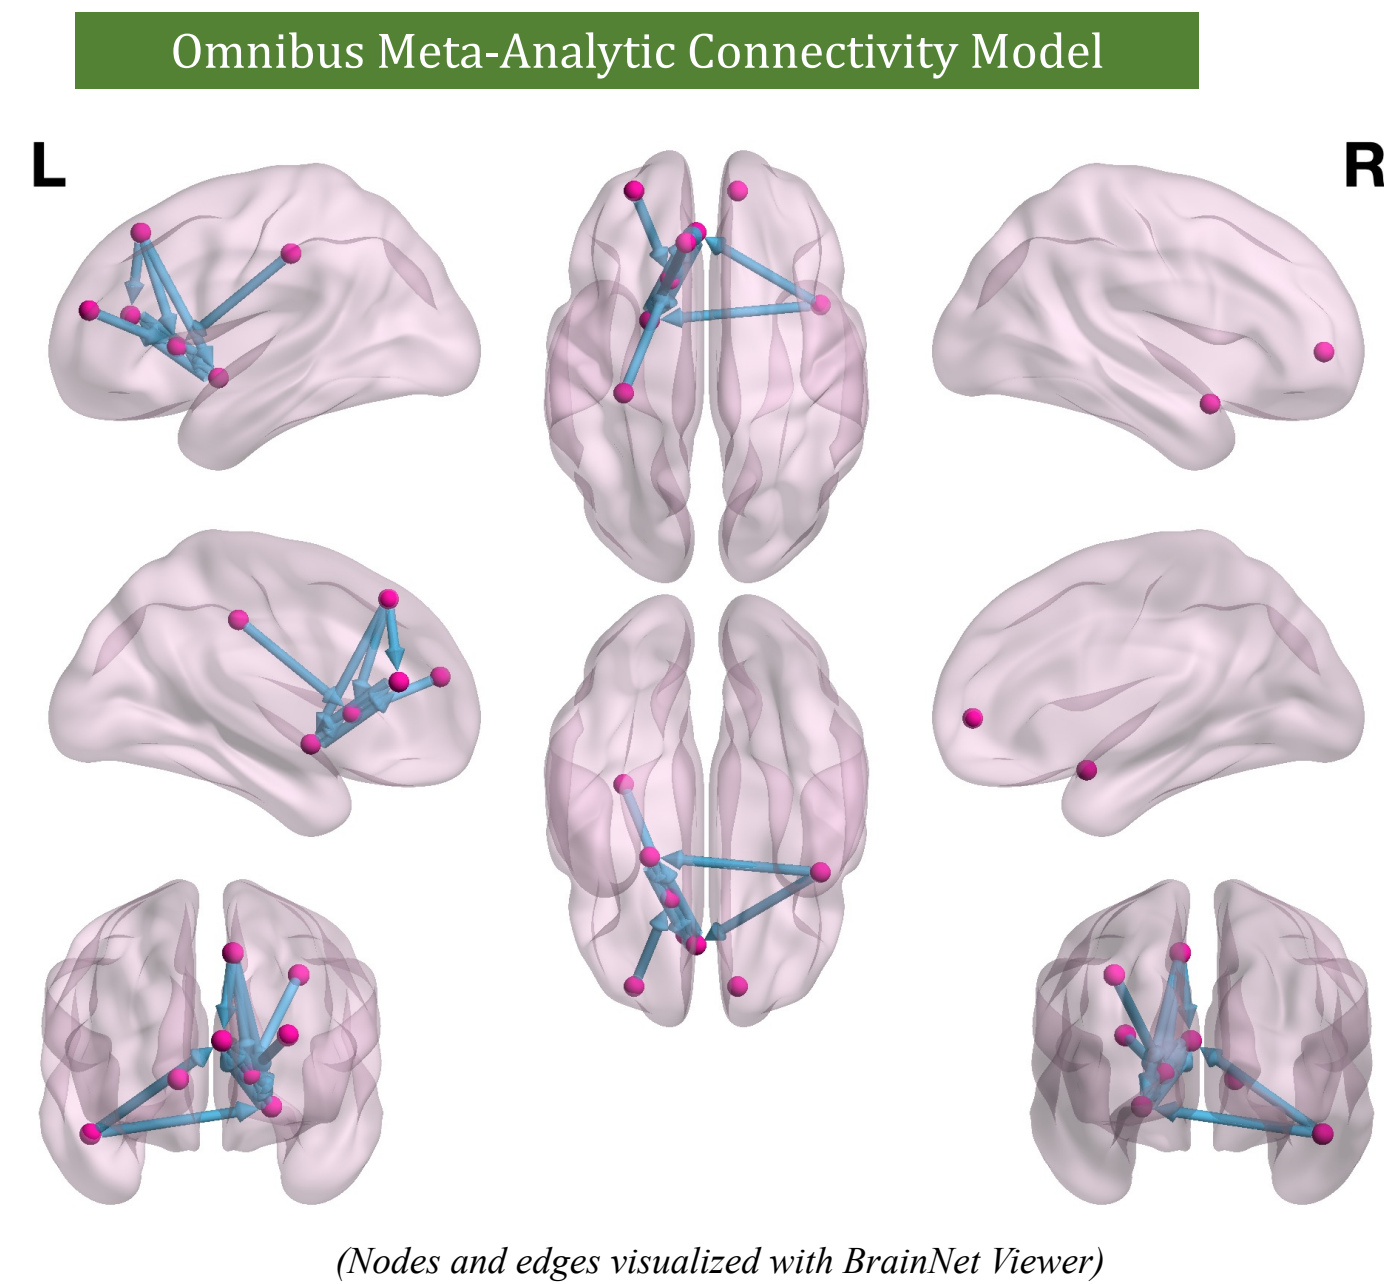 Omnibus Meta-Analytic Connectivity Model
L
R
(Nodes and edges visualized with BrainNet Viewer)